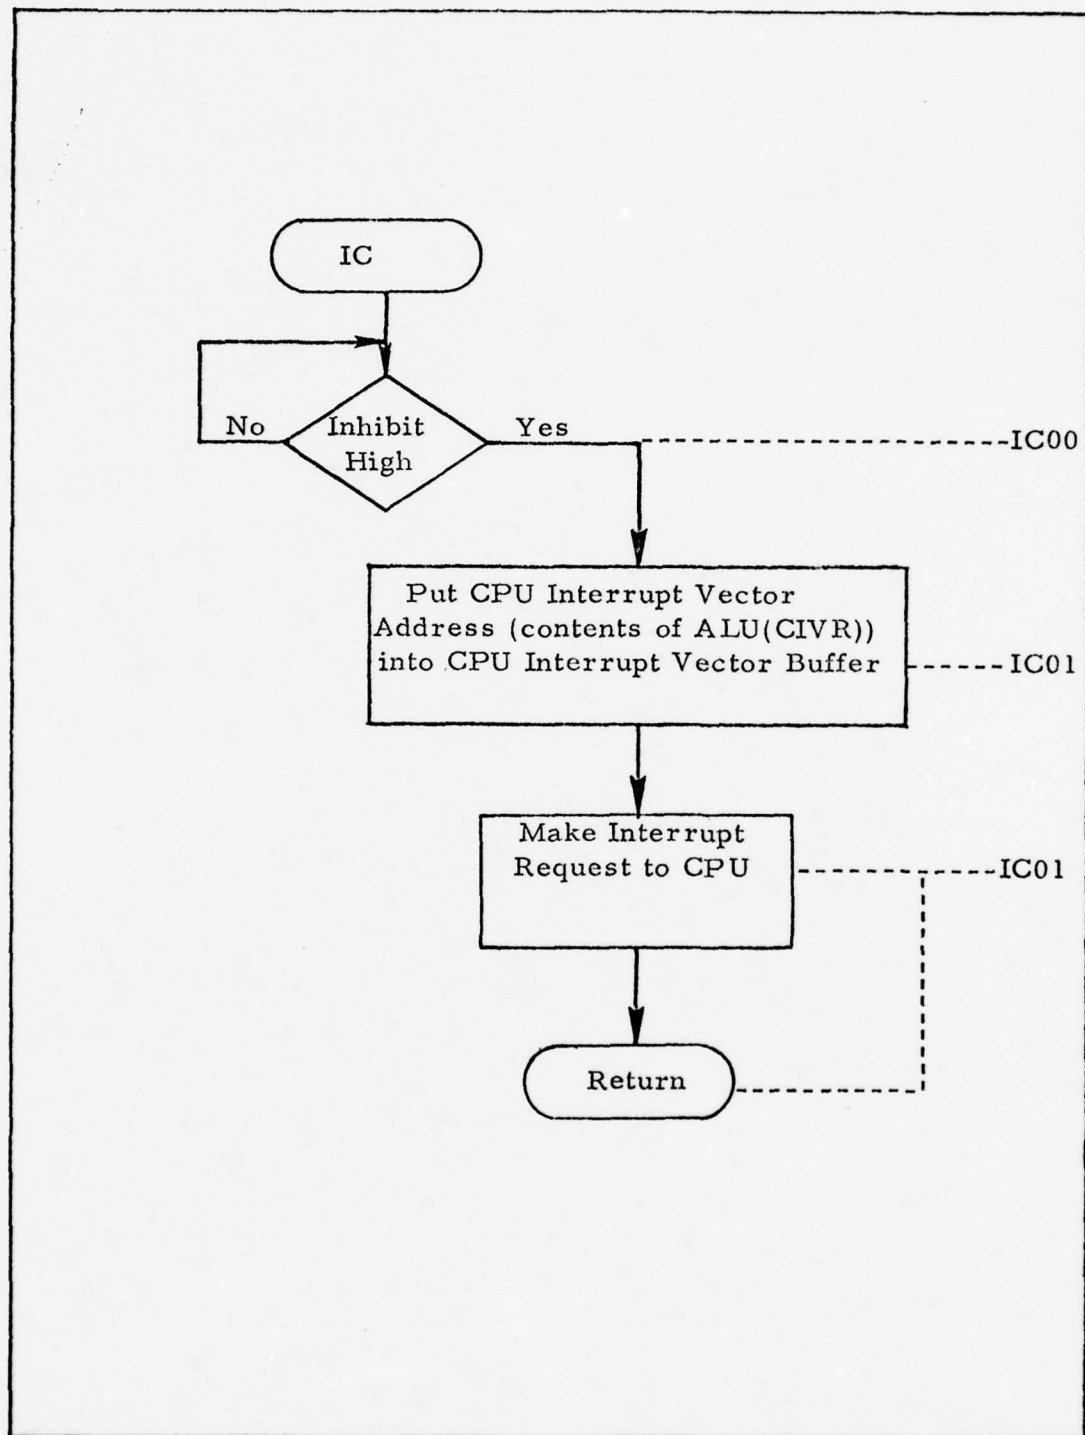 IC
No
Inhibit
High
Yes
IC00
Put CPU Interrupt Vector
Address (contents of ALU(CIVR))
into CPU Interrupt Vector Buffer
IC01
Make Interrupt
Request to CPU
IC01
Return